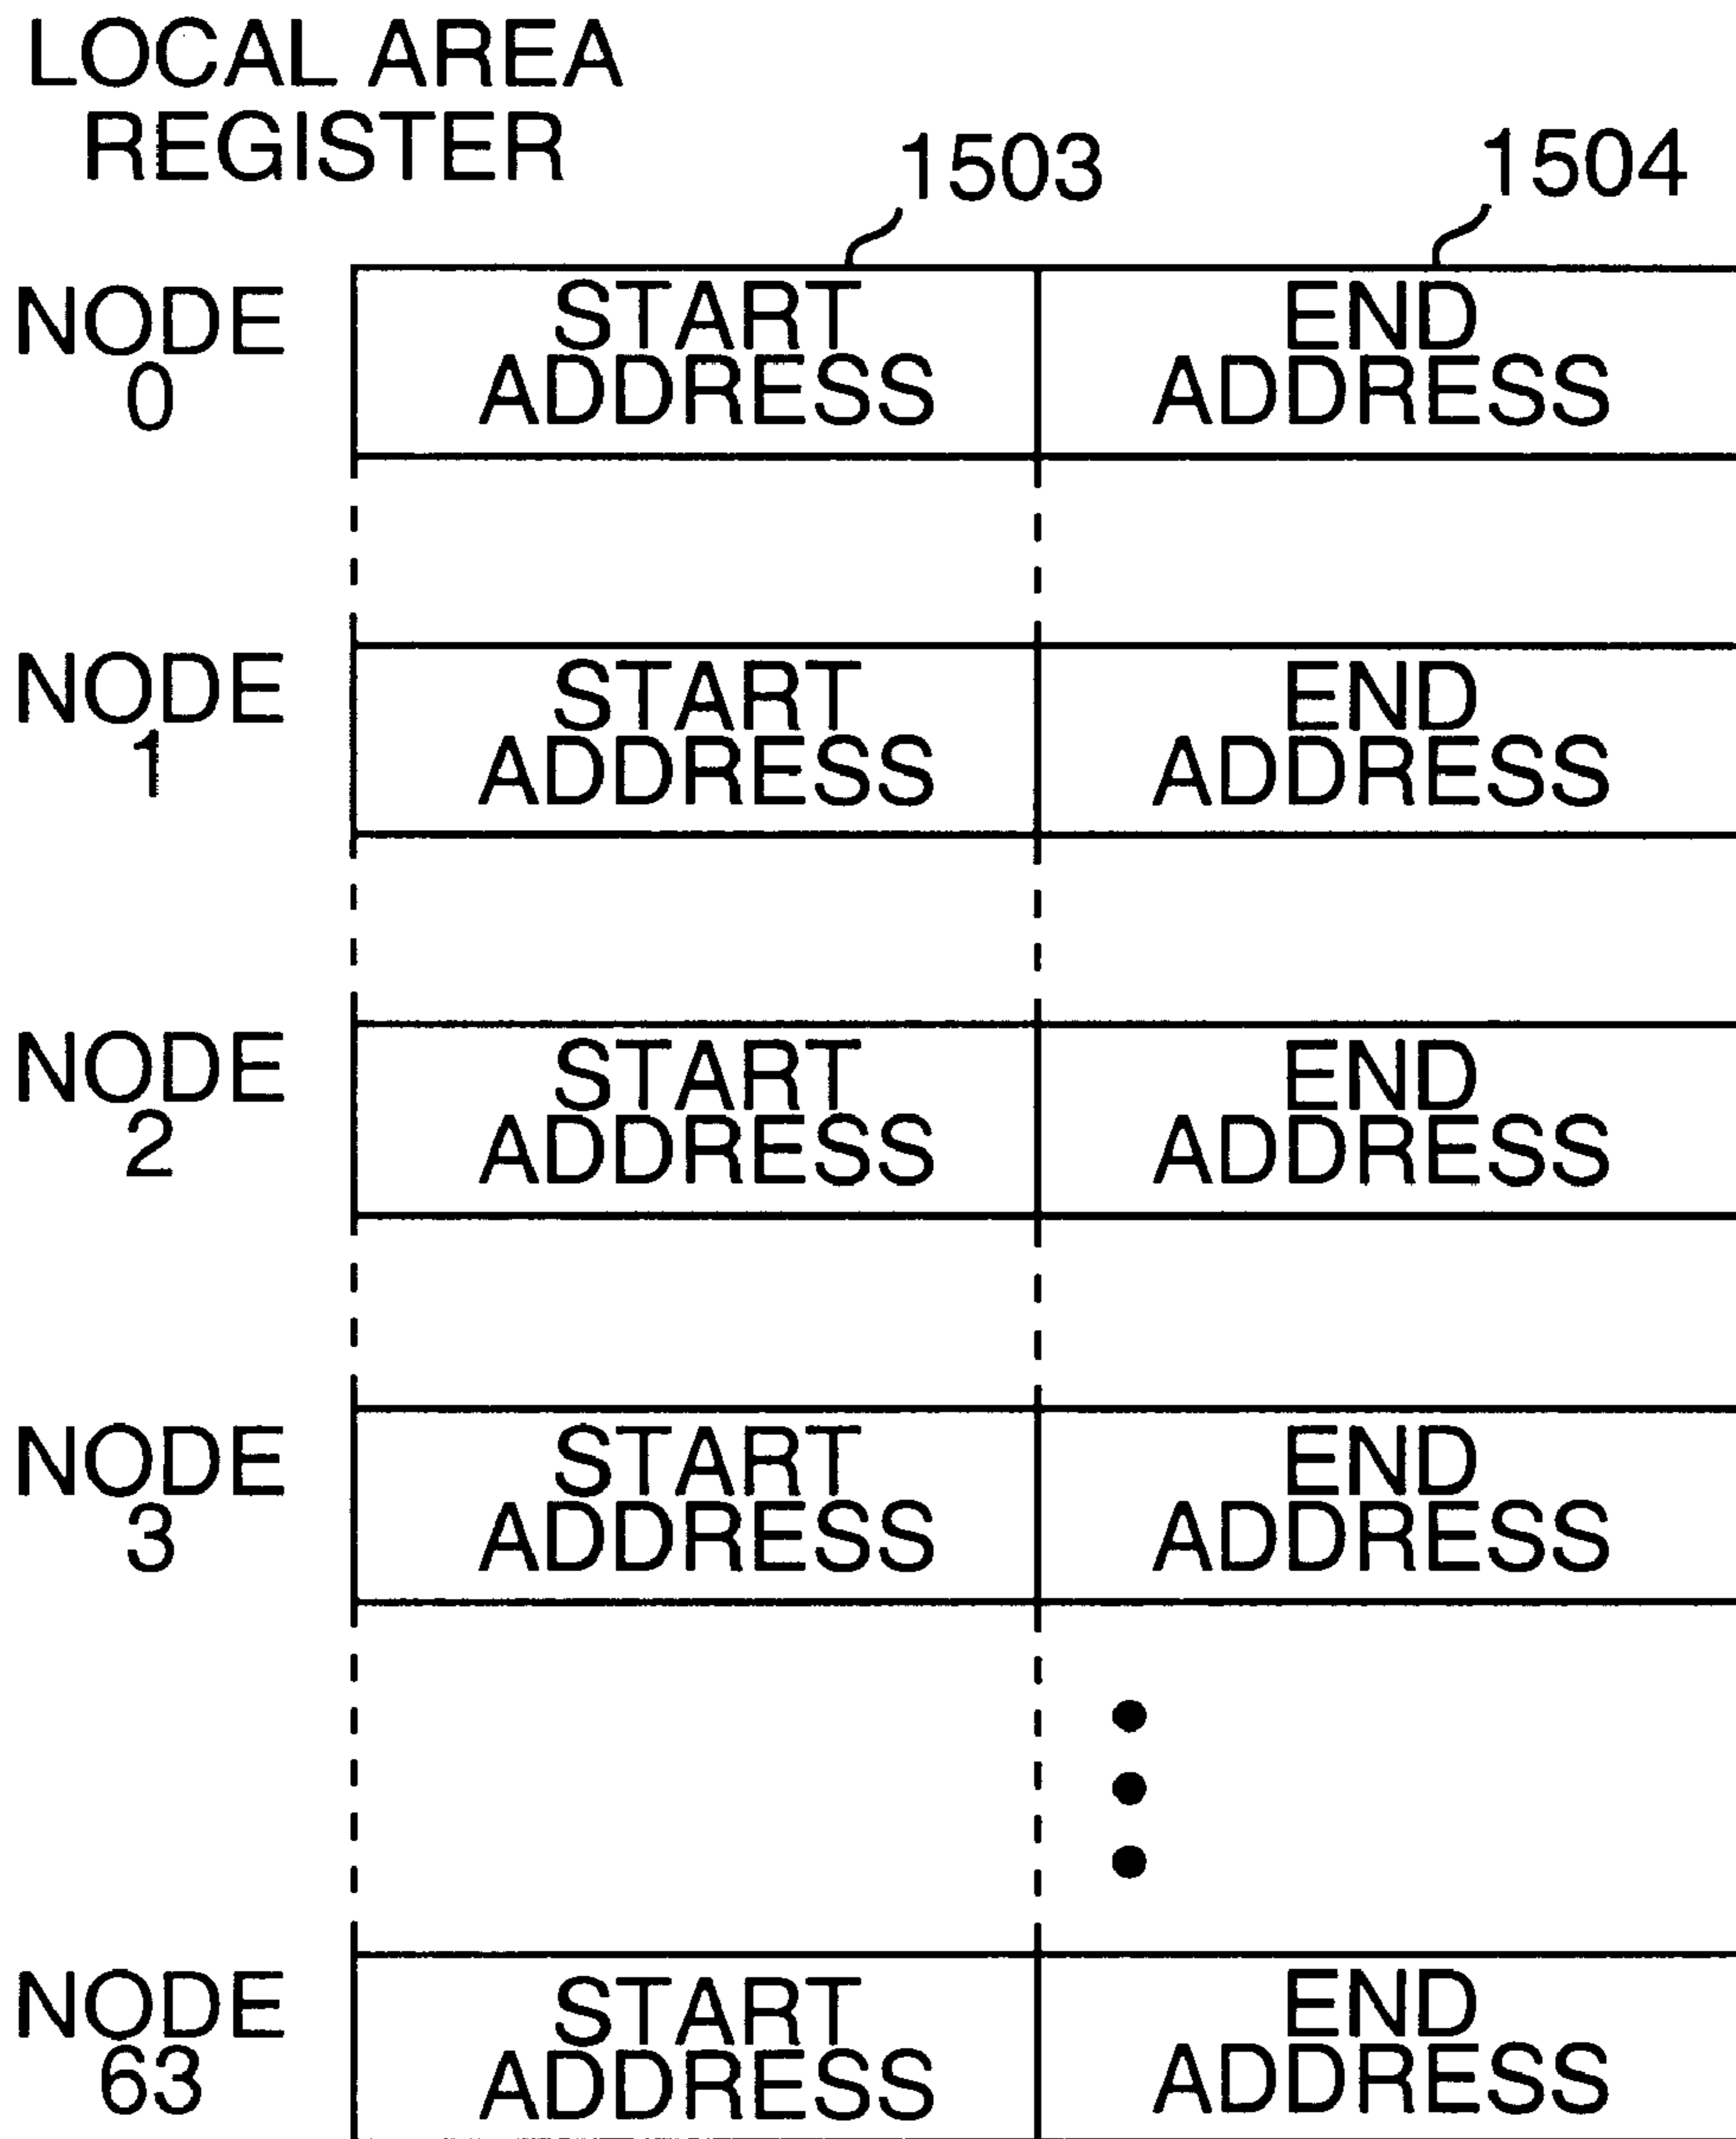 LOCAL AREA
REGISTER
1503
1504
NODE
0
START
ADDRESS
END
ADDRESS
NODE
1
START
ADDRESS
END
ADDRESS
NODE
2
START
ADDRESS
END
ADDRESS
NODE
3
START
ADDRESS
END
ADDRESS
NODE
63
START
ADDRESS
END
ADDRESS